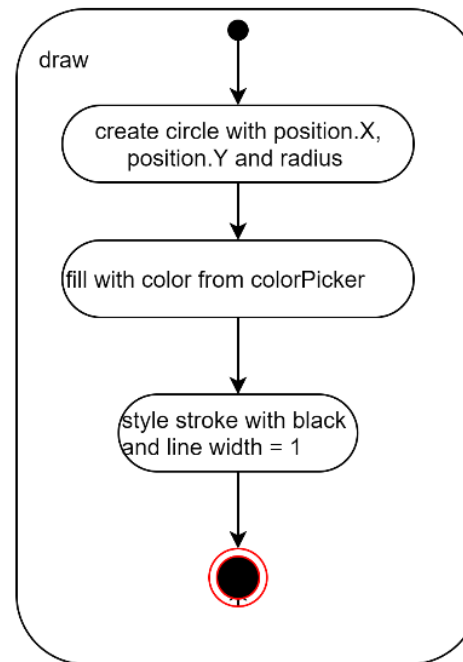 draw
create circle with position.X,
position.Y and radius
fill with color from colorPicker
style stroke with black
and line width = 1